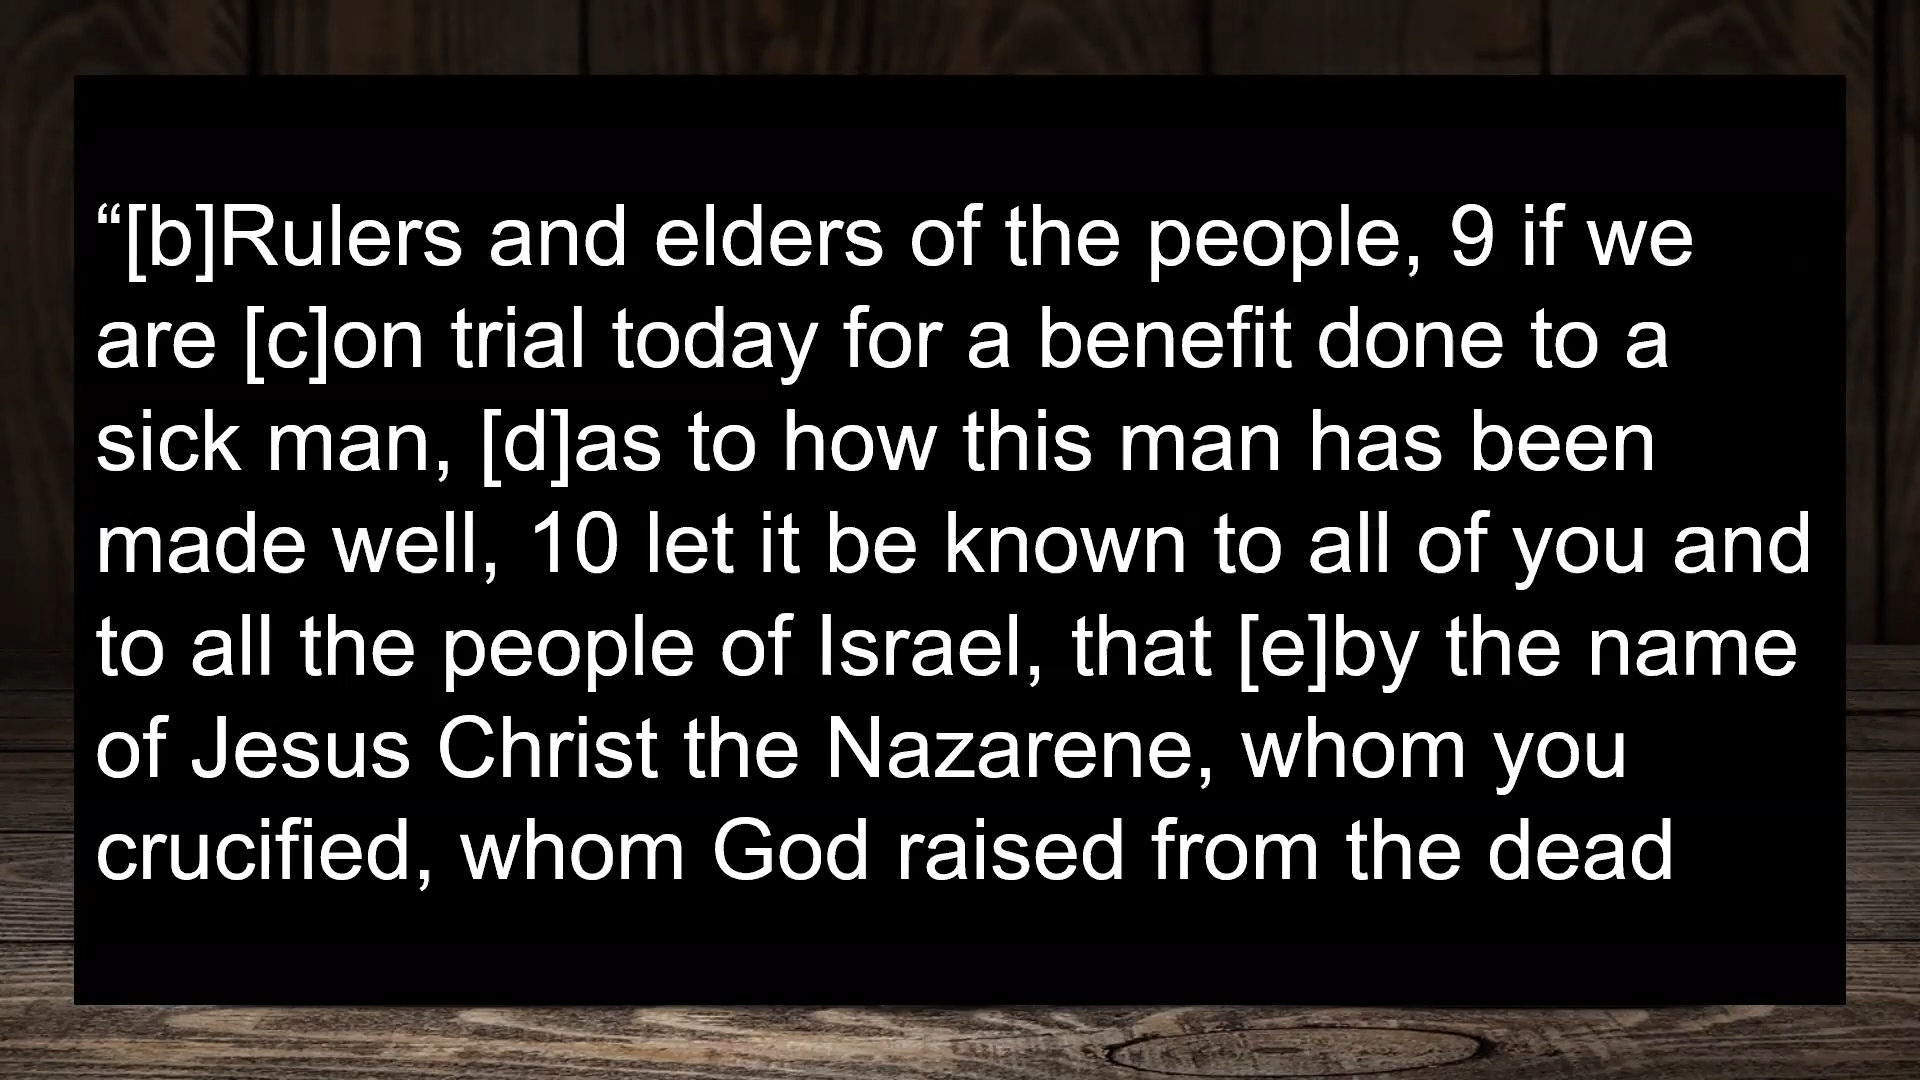 “[b]Rulers and elders of the people, 9 if we
are [c]on trial today for a benefit done to a
sick man, [d]as to how this man has been
made well, 10 let it be known to all of you and
to all the people of Israel, that [e]by the name
of Jesus Christ the Nazarene, whom you
crucified, whom God raised from the dead